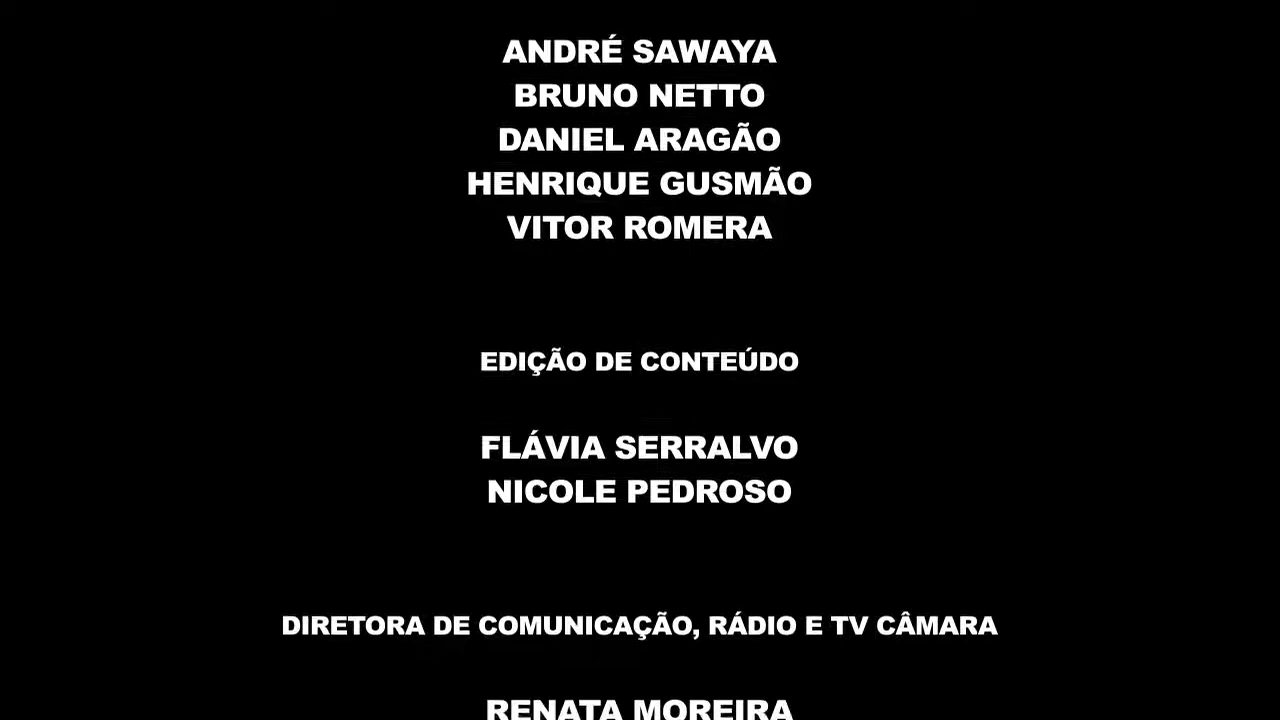 ANDRÉ SAWAYA
BRUNO NETTO
DANIEL ARAGÃO
HENRIQUE GUSMÃO
VITOR ROMERA
EDIÇÃO DE CONTEÚDO
FLÁVIA SERRALVO
NICOLE PEDROSO
DIRETORA DE COMUNICAÇÃO, RÁDIO E TV CÂMARA
RENATA MOREIRA